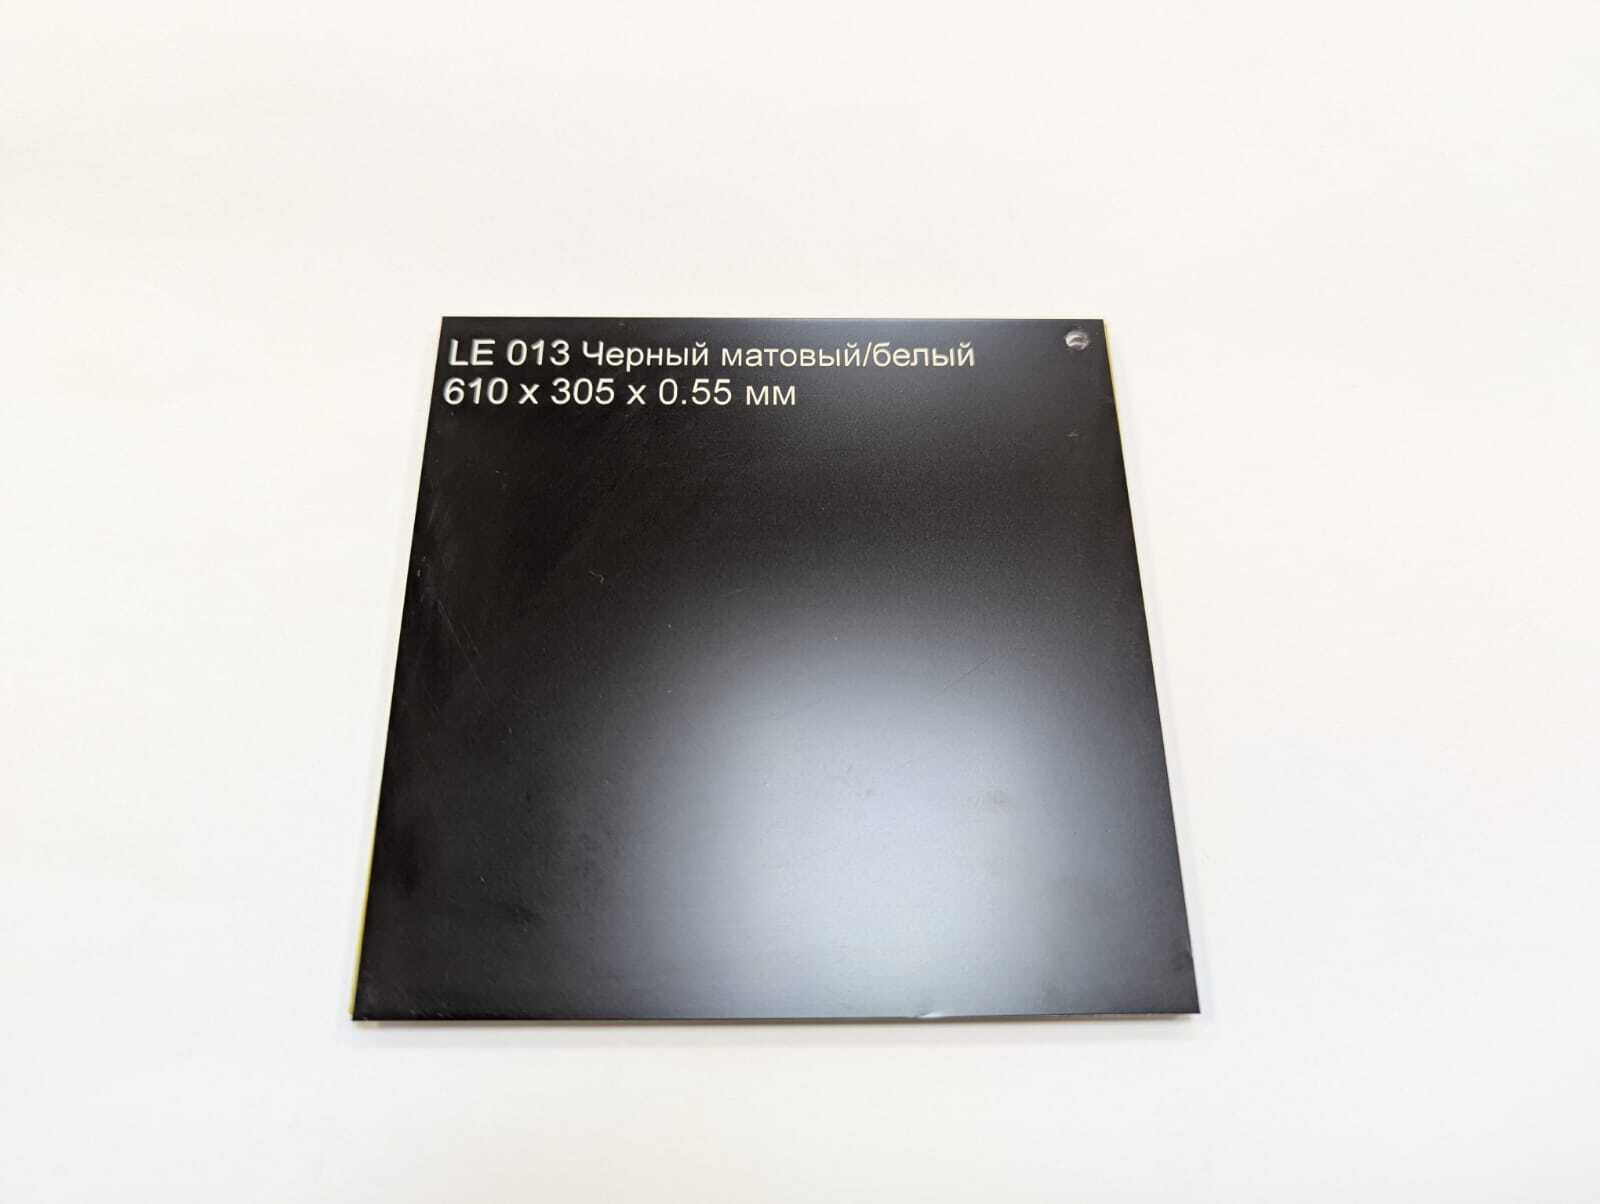 LE 013 Черный матовый/белый
610 x 305 x 0.55 мм